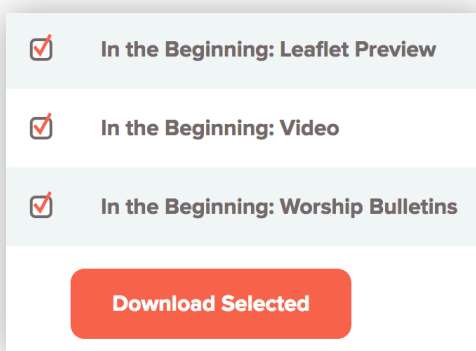 In the Beginning: Leaflet Preview
In the Beginning: Video
In the Beginning: Worship Bulletins
Download Selected